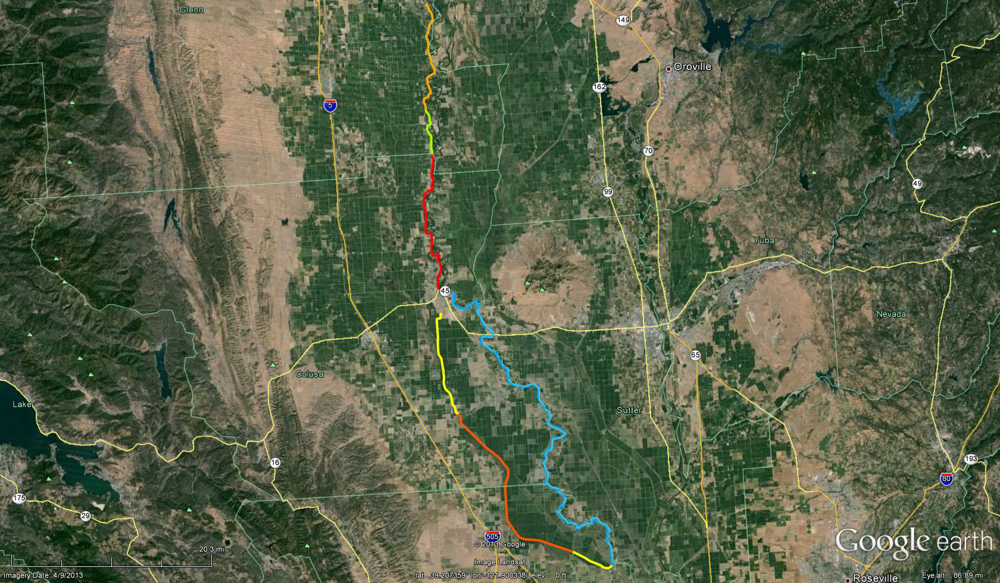 Glenn
149
Oroville
162
5
70
99
49
Yuba
45
Nevada
65
Colusa
Lake
Sutter
16
193
80
175
29
505
© 2013 Google
Google earth
20.3 mi
Image Landsat
Imagery Date: 4/9/2013
lat 39.207359° lon -121.900338° elev 0 ft
Eye alt 86.89 mi
Roseville